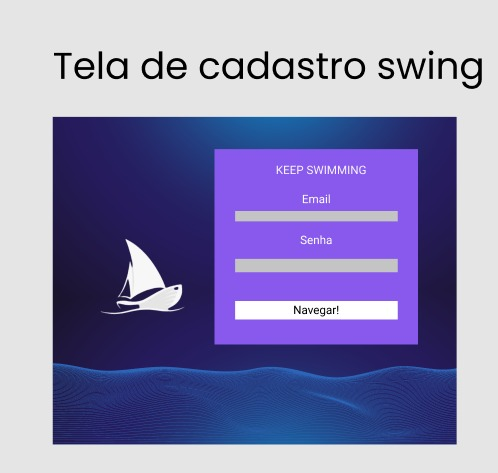 Tela de cadastro swing
KEEP SWIMMING
Email
Senha
Navegar!